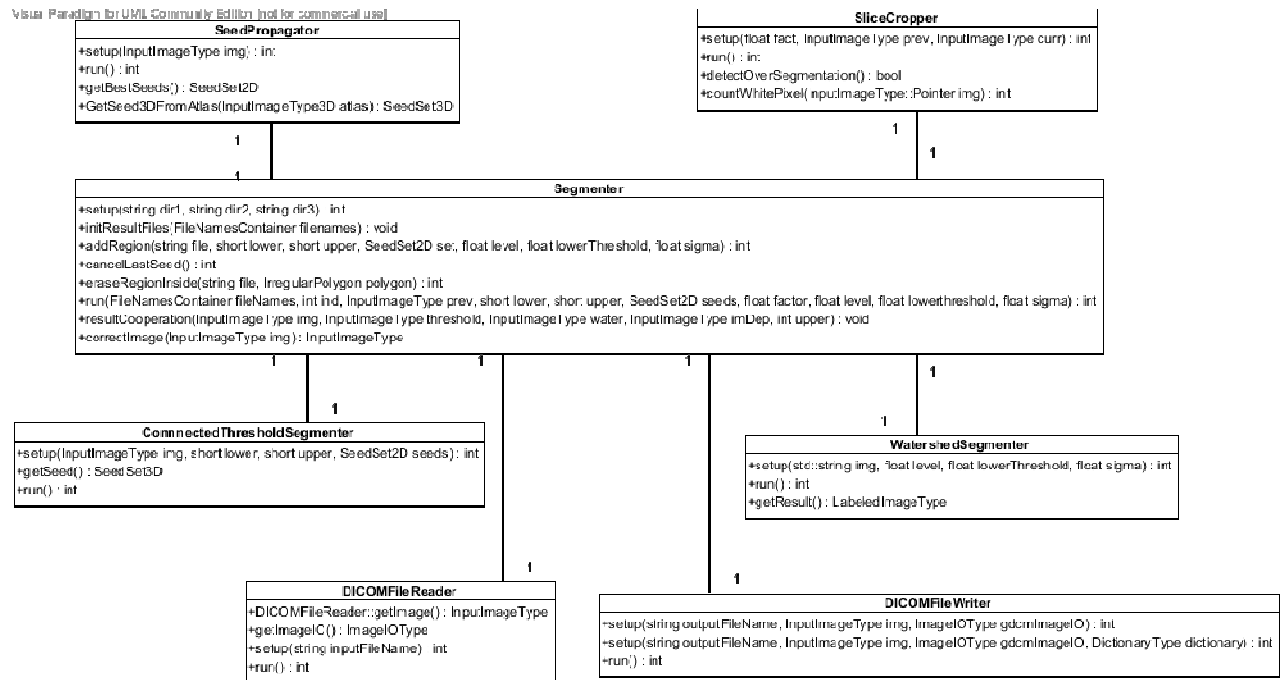 Visual Paradigm for UML Community Edition [not for commercial use]
SeedPropagator
+setup(InputImageType img) : int
+run() : int
+getBestSeeds() : SeedSet2D
+GetSeed3DFromAtlas(InputImageType3D atlas) : SeedSet3D
SliceCropper
+setup(float fact, InputImageType prev, InputImageType curr) : int
+run() : int
+detectOverSegmentation() : bool
+countWhitePixel(InputImageType::Pointer img) : int
1
1
1
1
Segmenter
+setup(string dir1, string dir2, string dir3) : int
+initResultFiles(FileNamesContainer filenames) : void
+addRegion(string file, short lower, short upper, SeedSet2D set, float level, float lowerThreshold, float sigma) : int
+cancelLastSeed() : int
+eraseRegionInside(string file, IrregularPolygon polygon) : int
+run(FileNamesContainer fileNames, int ind, InputImageType prev, short lower, short upper, SeedSet2D seeds, float factor, float level, float lowerthreshold, float sigma) : int
+resultCooperation(InputImageType img, InputImageType threshold, InputImageType water, InputImageType imDep, int upper) : void
+correctImage(InputImageType img) : InputImageType
1
1
1
1
1
1
ConnnectedThresholdSegmenter
+setup(InputImageType img, short lower, short upper, SeedSet2D seeds) : int
+getSeed() : SeedSet3D
+run() : int
WatershedSegmenter
+setup(std::string img, float level, float lowerThreshold, float sigma) : int
+run() : int
+getResult() : LabeledImageType
1
1
DICOMFileReader
+DICOMFileReader::getImage() : InputImageType
+getImageIO() : ImageIOType
+setup(string inputFileName) : int
+run() : int
DICOMFileWriter
+setup(string outputFileName, InputImageType img, ImageIOType gdcmImageIO) : int
+setup(string outputFileName, InputImageType img, ImageIOType gdcmImageIO, DictionaryType dictionary) : int
+run() : int